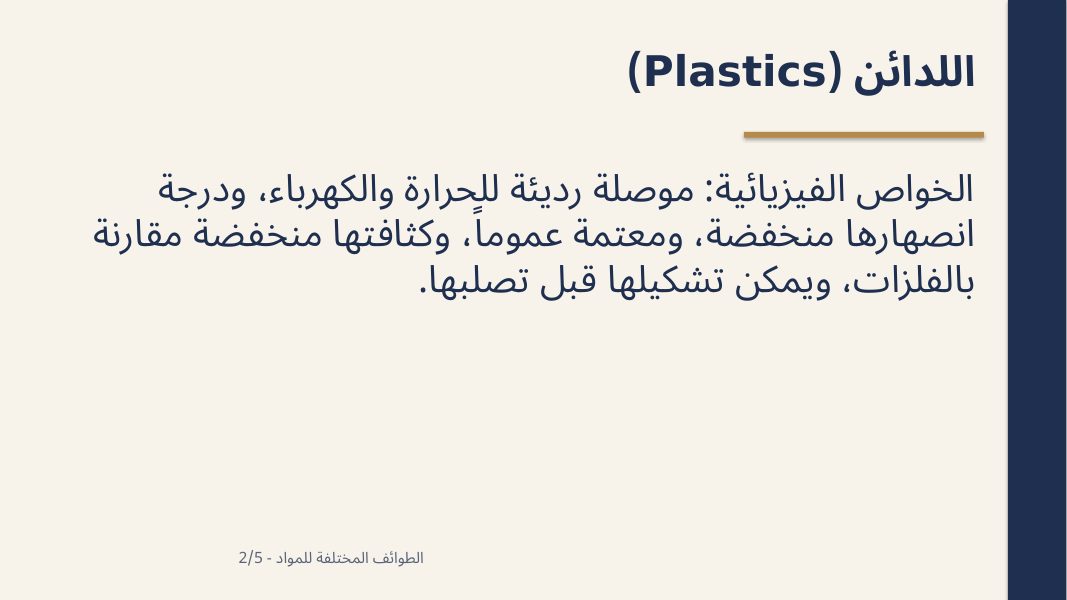 اللدائن (Plastics)
الخواص الفيزيائية: موصلة رديئة للحرارة والكهرباء، ودرجة
انصهارها منخفضة، ومعتمة عموماً، وكثافتها منخفضة مقارنة
بالفلزات، ويمكن تشكيلها قبل تصلبها.
الطوائف المختلفة للمواد - 2/5